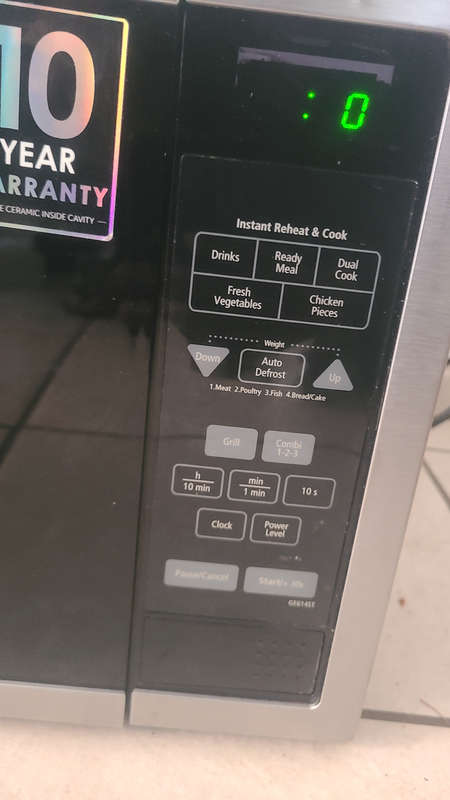 10
YEAR
ARRANTY
E CERAMIC INSIDE CAVITY
: 0
Instant Reheat & Cook
Drinks
Ready
Meal
Dual
Cook
Fresh
Vegetables
Chicken
Pieces
Weight
Down
Auto
Defrost
Up
1.Meat 2.Poultry 3.Fish 4.Bread/Cake
Grill
Combi
1-2-3
h
10 min
min
1 min
10 s
Clock
Power
Level
Pause/Cancel
Start/+30s
GE614ST